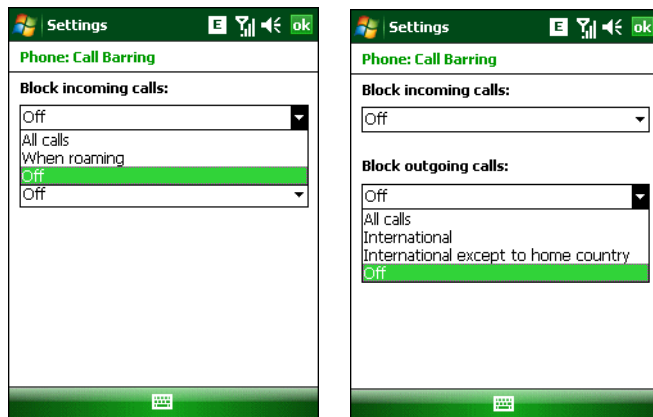 Settings E ok
Phone: Call Barring
Block incoming calls:
Off
All calls
When roaming
Off
Off
Settings E ok
Phone: Call Barring
Block incoming calls:
Off
Block outgoing calls:
Off
All calls
International
International except to home country
Off